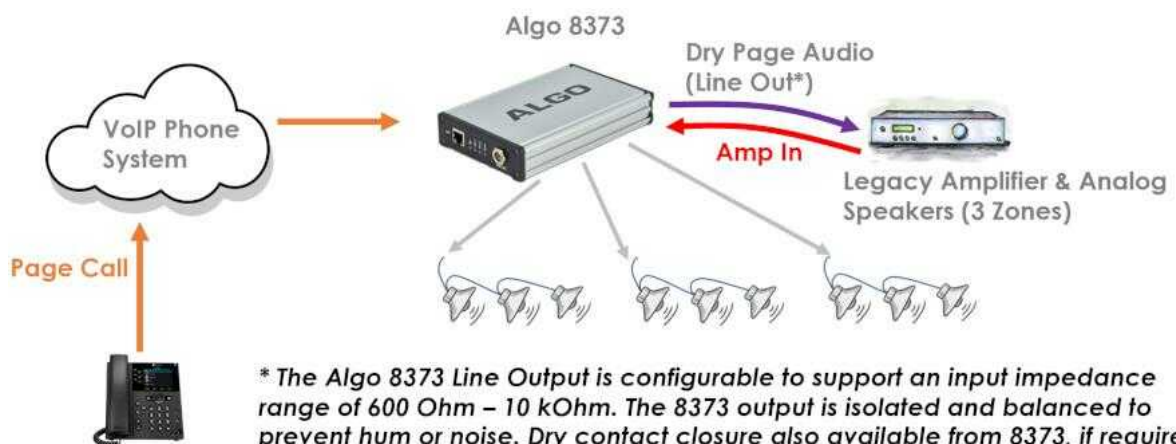 Algo 8373
Dry Page Audio
(Line Out*)
VoIP Phone
System
ALGO
Amp In
Legacy Amplifier & Analog
Speakers (3 Zones)
Page Call
* The Algo 8373 Line Output is configurable to support an input impedance
range of 600 Ohm – 10 kOhm. The 8373 output is isolated and balanced to
prevent hum or noise. Dry contact closure also available from 8373, if